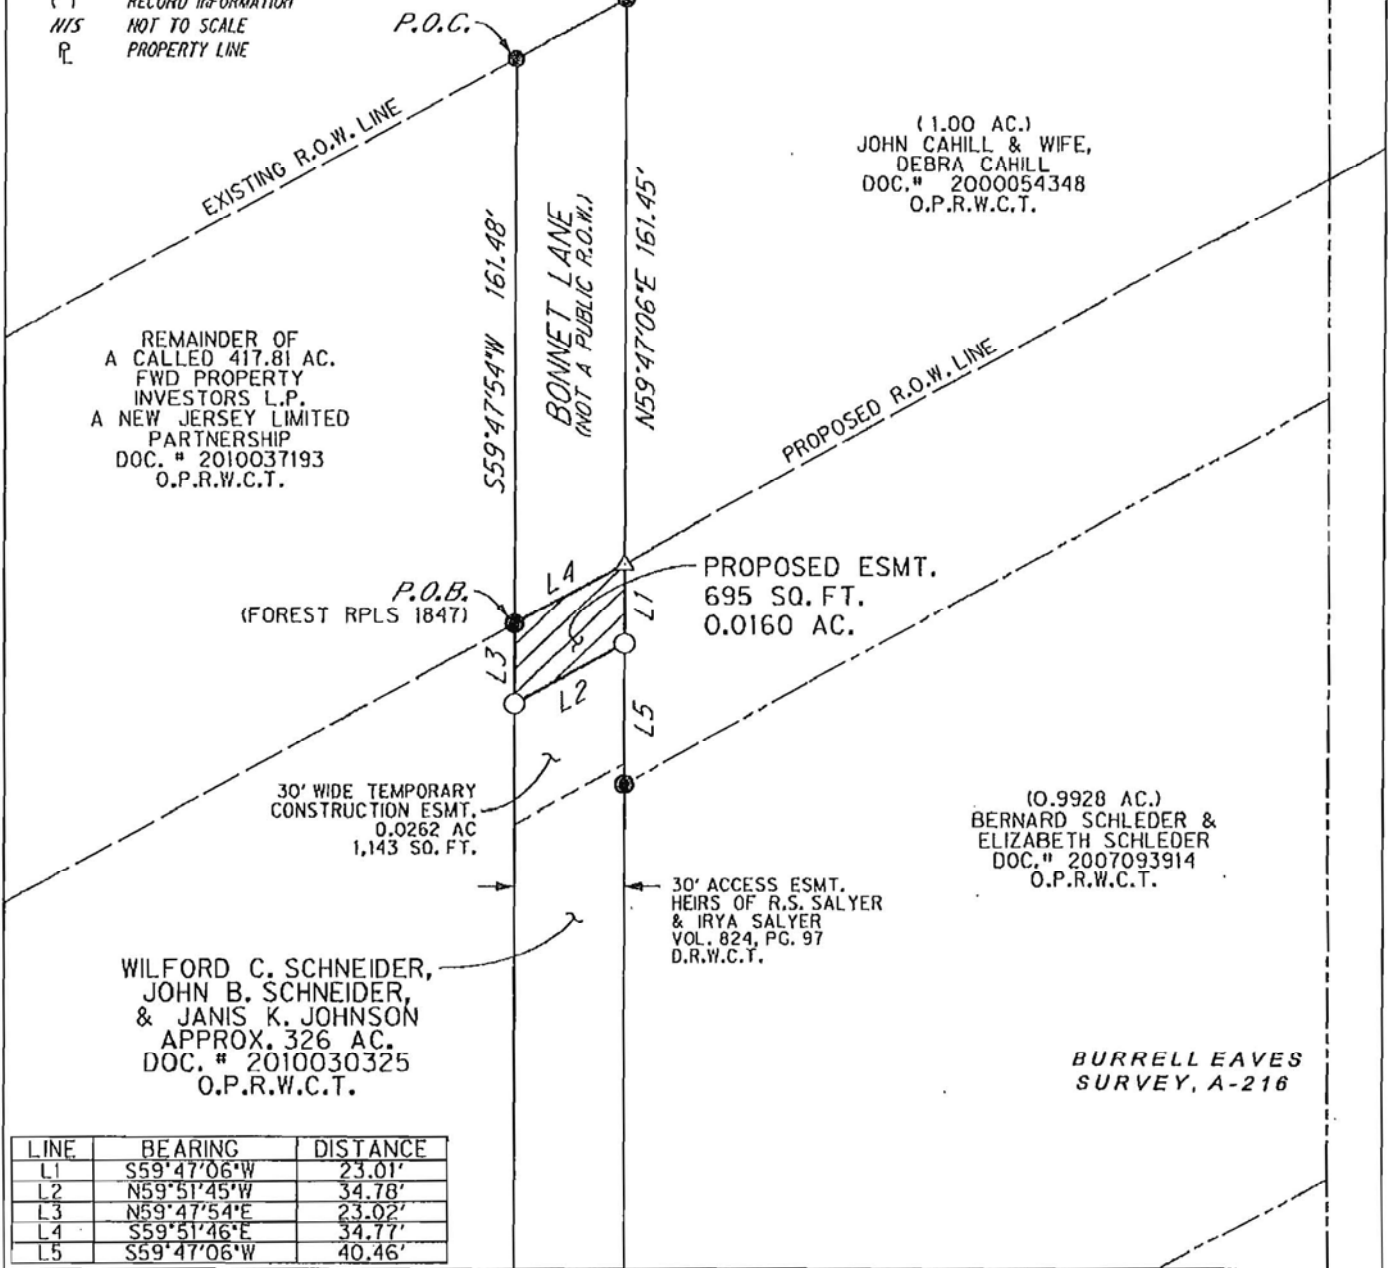 ( ) RECORD INFORMATION
N/S NOT TO SCALE
PROPERTY LINE
P.O.C.
EXISTING R.O.W. LINE
(1.00 AC.)
JOHN CAHILL & WIFE,
DEBRA CAHILL
DOC.# 2000054348
O.P.R.W.C.T.
S59°47'54"W 161.48'
BONNET LANE
(NOT A PUBLIC R.O.W.)
N59°47'06"E 161.45'
REMAINDER OF
A CALLED 417.81 AC.
FWD PROPERTY
INVESTORS L.P.
A NEW JERSEY LIMITED
PARTNERSHIP
DOC. # 2010037193
O.P.R.W.C.T.
PROPOSED R.O.W. LINE
P.O.B.
(FOREST RPLS 1847)
L4
L1
L3
L2
L5
PROPOSED ESMT.
695 SQ. FT.
0.0160 AC.
30' WIDE TEMPORARY
CONSTRUCTION ESMT.
0.0262 AC
1,143 SQ. FT.
(0.9928 AC.)
BERNARD SCHLEDER &
ELIZABETH SCHLEDER
DOC.# 2007093914
O.P.R.W.C.T.
30' ACCESS ESMT.
HEIRS OF R.S. SALYER
& IRYA SALYER
VOL. 824, PG. 97
D.R.W.C.T.
WILFORD C. SCHNEIDER,
JOHN B. SCHNEIDER,
& JANIS K. JOHNSON
APPROX. 326 AC.
DOC. # 2010030325
O.P.R.W.C.T.
BURRELL EAVES
SURVEY, A-216
LINE BEARING DISTANCE
L1 S59°47'06"W 23.01'
L2 N59°51'45"W 34.78'
L3 N59°47'54"E 23.02'
L4 S59°51'46"E 34.77'
L5 S59°47'06"W 40.46'